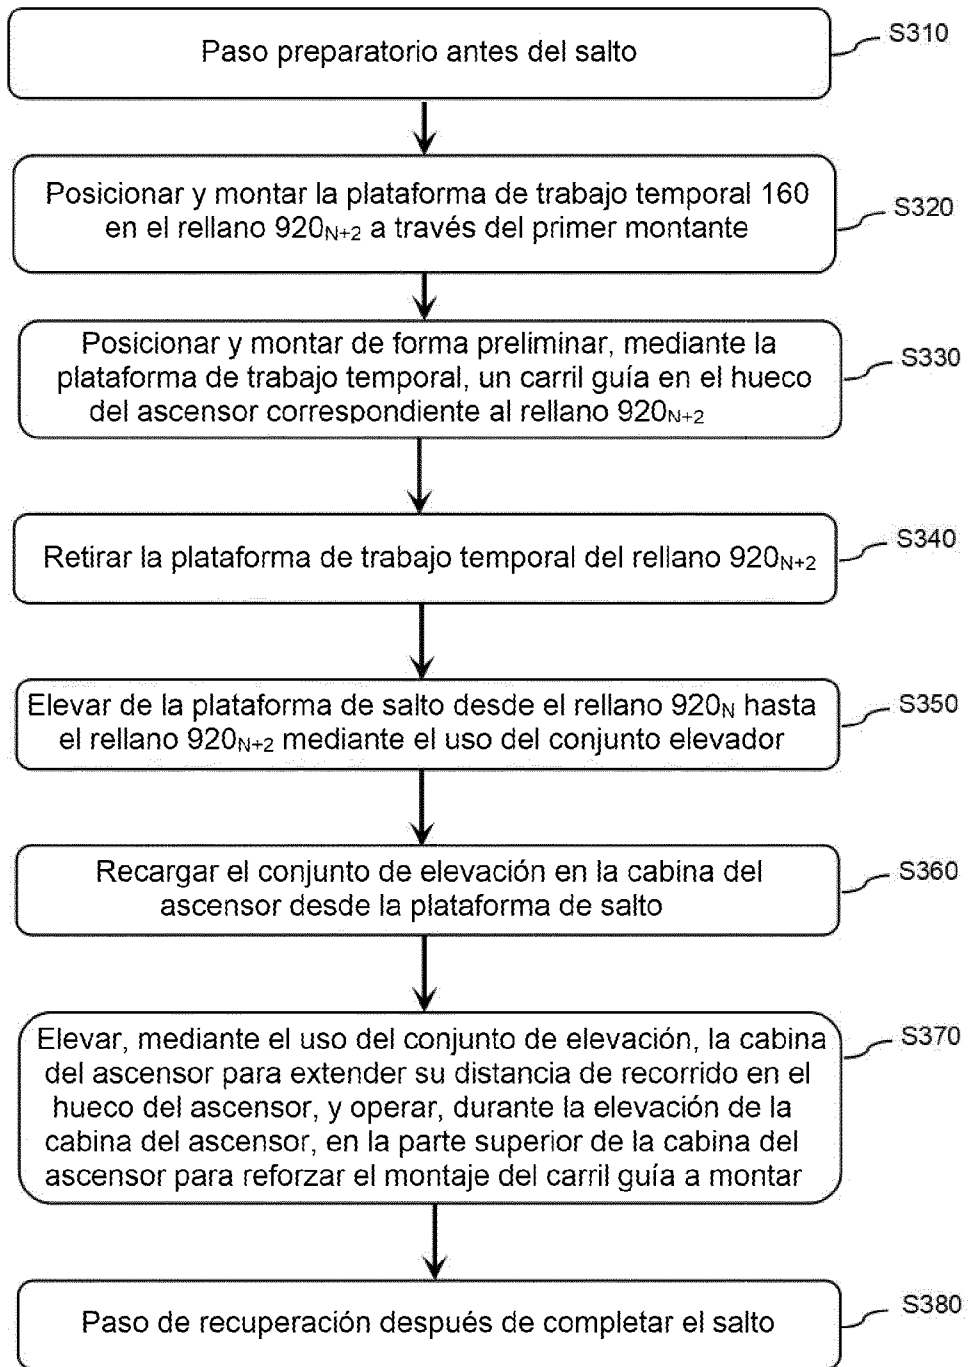 Paso preparatorio antes del salto
S310
Posicionar y montar la plataforma de trabajo temporal 160
en el rellano 920N+2 a través del primer montante
S320
Posicionar y montar de forma preliminar, mediante la
plataforma de trabajo temporal, un carril guía en el hueco
del ascensor correspondiente al rellano 920N+2
S330
Retirar la plataforma de trabajo temporal del rellano 920N+2
S340
Elevar de la plataforma de salto desde el rellano 920N hasta
el rellano 920N+2 mediante el uso del conjunto elevador
S350
Recargar el conjunto de elevación en la cabina del
ascensor desde la plataforma de salto
S360
Elevar, mediante el uso del conjunto de elevación, la cabina
del ascensor para extender su distancia de recorrido en el
hueco del ascensor, y operar, durante la elevación de la
cabina del ascensor, en la parte superior de la cabina del
ascensor para reforzar el montaje del carril guía a montar
S370
Paso de recuperación después de completar el salto
S380